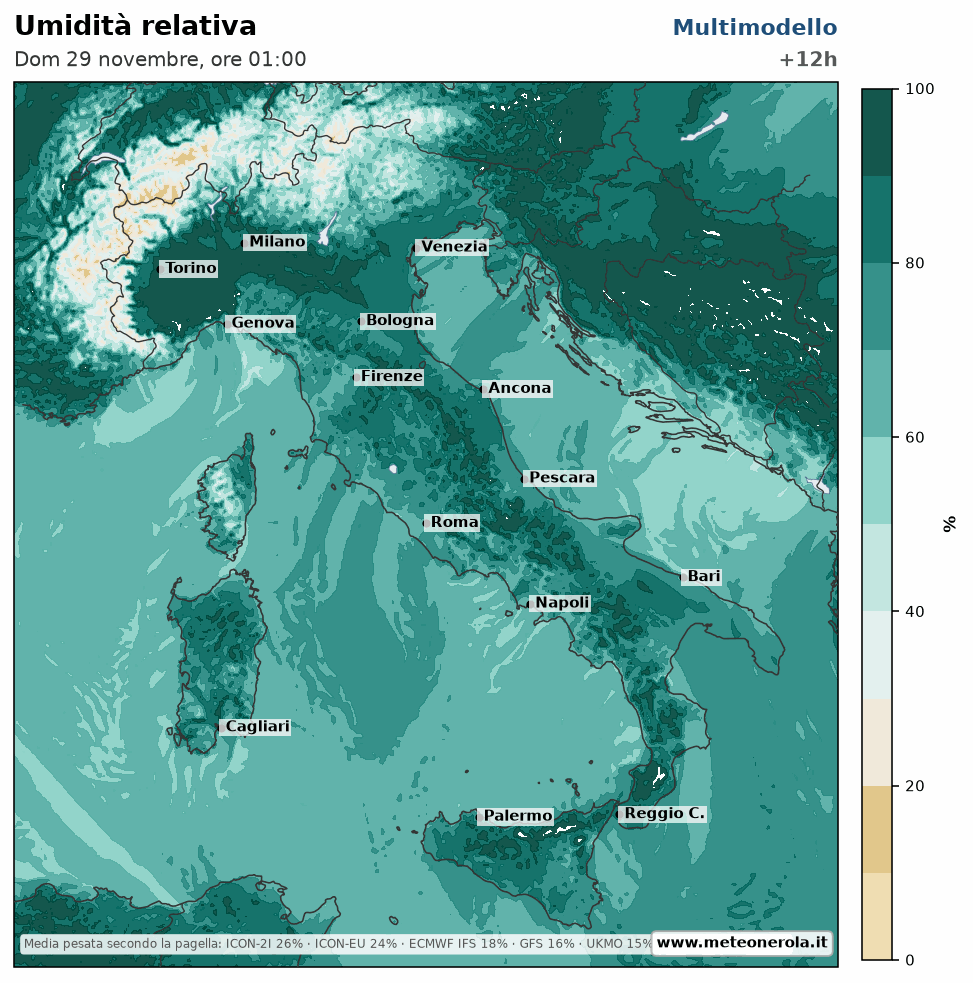 Umidità relativa
Multimodello
Dom 29 novembre, ore 01:00
+12h
100
80
60
40
20
0
%
Milano
Venezia
Torino
Genova
Bologna
Firenze
Ancona
Pescara
Roma
Bari
Napoli
Cagliari
Palermo
Reggio C.
Media pesata secondo la pagella: ICON-2I 26% · ICON-EU 24% · ECMWF IFS 18% · GFS 16% · UKMO 15%
www.meteonerola.it